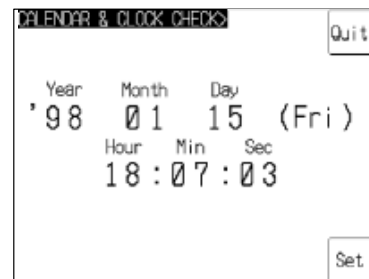 CALENDAR & CLOCK CHECK>
Quit
Year Month Day
'98 01 15 (Fri)
Hour Min Sec
18:07:03
Set